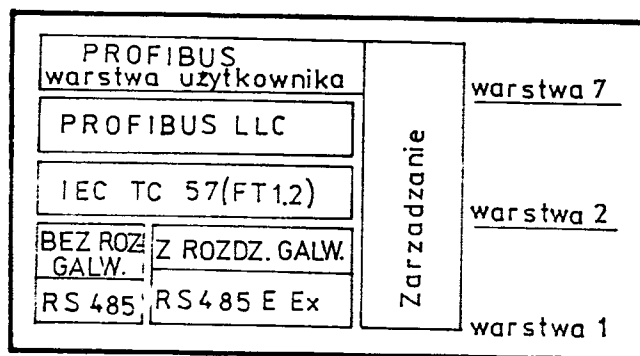 PROFIBUS
warstwa użytkownika
PROFIBUS LLC
IEC TC 57(FT1.2)
BEZ ROZ
GALW.
Z ROZDZ. GALW.
RS 485
RS485 E Ex
Zarzadzanie
warstwa 7
warstwa 2
warstwa 1